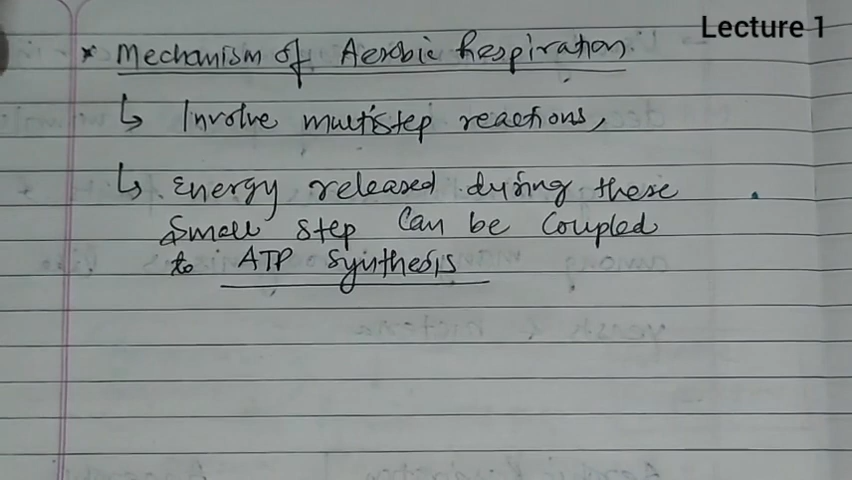 Lecture 1
* Mechanism of Aerobic Respiration.
↳ Involve multistep reactions,
↳ Energy released during these
Small step Can be Coupled
to ATP Synthesis